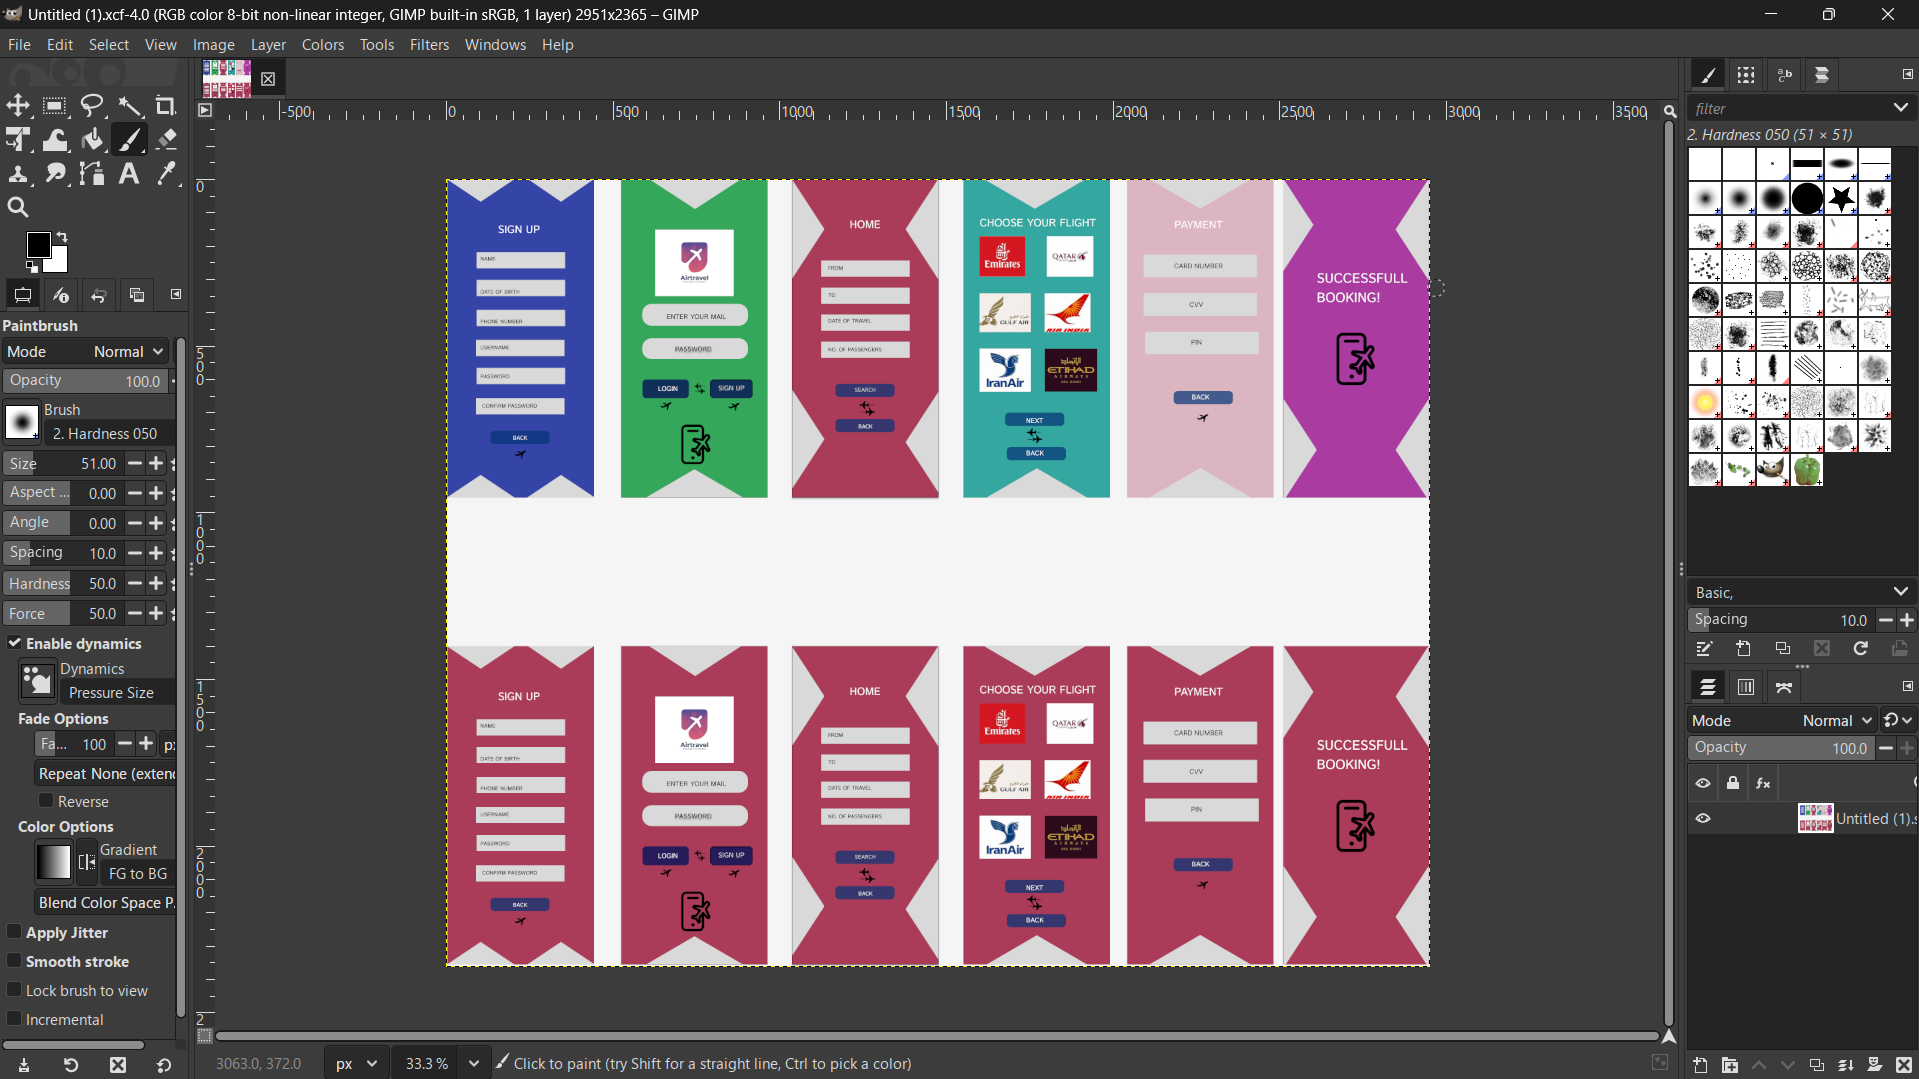 Untitled (1).xcf-4.0 (RGB color 8-bit non-linear integer, GIMP built-in sRGB, 1 layer) 2951x2365 – GIMP
File Edit Select View Image Layer Colors Tools Filters Windows Help
-500 0 500 1000 1500 2000 2500 3000 3500
Paintbrush
Mode Normal
Opacity 100.0
Brush
2. Hardness 050
Size 51.00
Aspect ... 0.00
Angle 0.00
Spacing 10.0
Hardness 50.0
Force 50.0
Enable dynamics
Dynamics
Pressure Size
Fade Options
Fa... 100 px
Repeat None (extend
Reverse
Color Options
Gradient
FG to BG
Blend Color Space P
Apply Jitter
Smooth stroke
Lock brush to view
Incremental
0
500
1000
1500
2000
2
SIGN UP
NAME
DATE OF BIRTH
PHONE NUMBER
USERNAME
PASSWORD
CONFIRM PASSWORD
BACK
Airtravel
ENTER YOUR MAIL
PASSWORD
LOGIN SIGN UP
HOME
FROM
TO
DATE OF TRAVEL
NO. OF PASSENGERS
SEARCH
BACK
CHOOSE YOUR FLIGHT
Emirates QATAR
GULF AIR AIR INDIA
IranAir ETIHAD
AIRWAYS
NEXT
BACK
PAYMENT
CARD NUMBER
CVV
PIN
BACK
SUCCESSFULL
BOOKING!
SIGN UP
NAME
DATE OF BIRTH
PHONE NUMBER
USERNAME
PASSWORD
CONFIRM PASSWORD
BACK
Airtravel
ENTER YOUR MAIL
PASSWORD
LOGIN SIGN UP
HOME
FROM
TO
DATE OF TRAVEL
NO. OF PASSENGERS
SEARCH
BACK
CHOOSE YOUR FLIGHT
Emirates QATAR
GULF AIR AIR INDIA
IranAir ETIHAD
AIRWAYS
NEXT
BACK
PAYMENT
CARD NUMBER
CVV
PIN
BACK
SUCCESSFULL
BOOKING!
3063.0, 372.0 px 33.3 % Click to paint (try Shift for a straight line, Ctrl to pick a color)
filter
2. Hardness 050 (51 × 51)
Basic,
Spacing 10.0
Mode Normal
Opacity 100.0
fx
Untitled (1).s